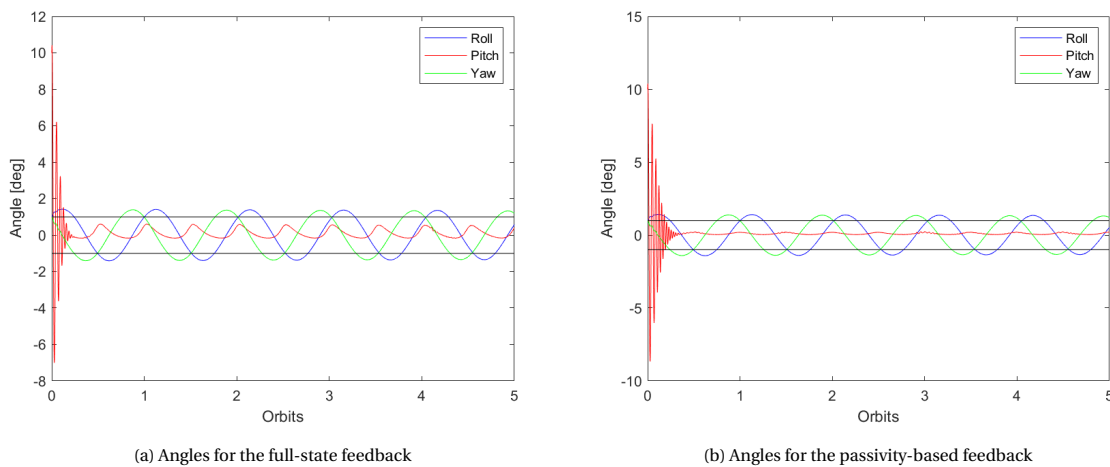 12
10
8
6
4
2
0
-2
-4
-6
-8
Angle [deg]
0
1
2
3
4
5
Orbits
Roll
Pitch
Yaw
(a) Angles for the full-state feedback
15
10
5
0
-5
-10
Angle [deg]
0
1
2
3
4
5
Orbits
Roll
Pitch
Yaw
(b) Angles for the passivity-based feedback